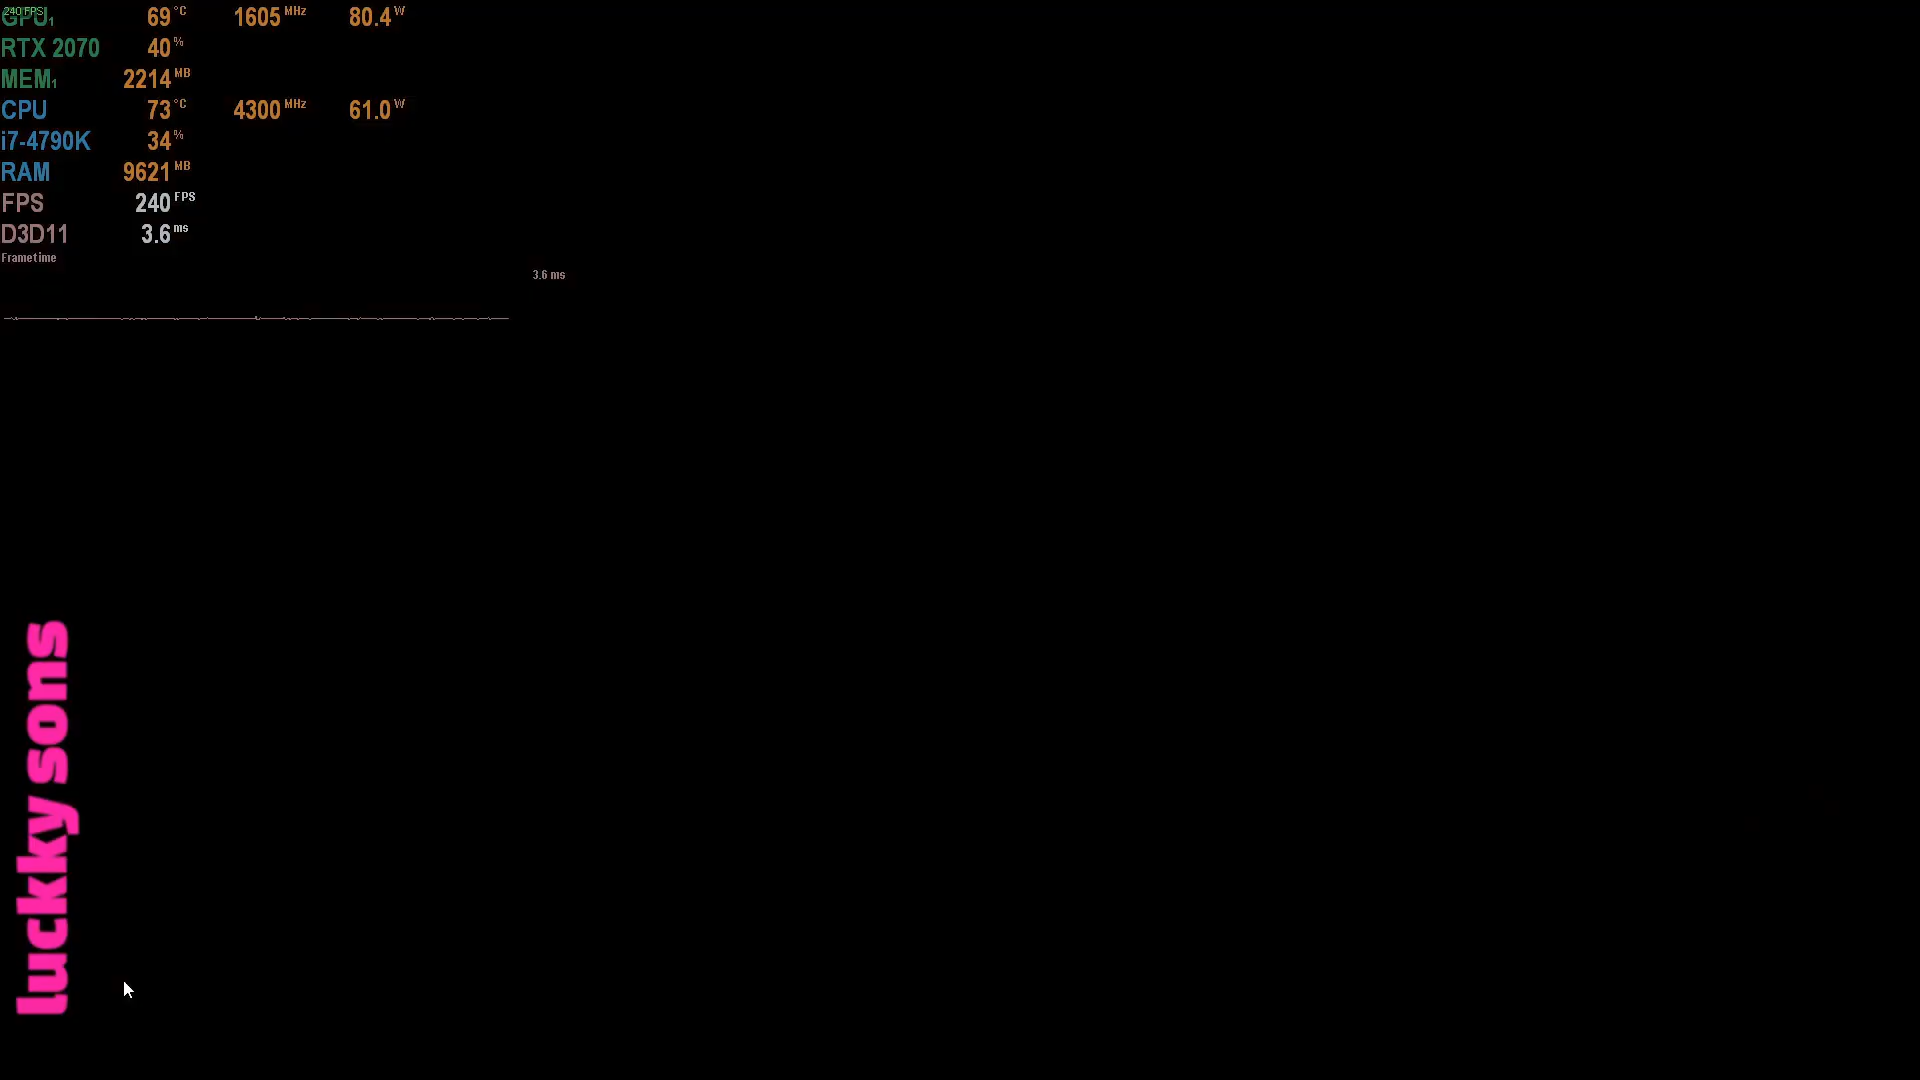 240 FPS
GPU1 69 °C 1605 MHz 80.4 W
RTX 2070 40 %
MEM1 2214 MB
CPU 73 °C 4300 MHz 61.0 W
i7-4790K 34 %
RAM 9621 MB
FPS 240 FPS
D3D11 3.6 ms
Frametime
3.6 ms
luckky sons